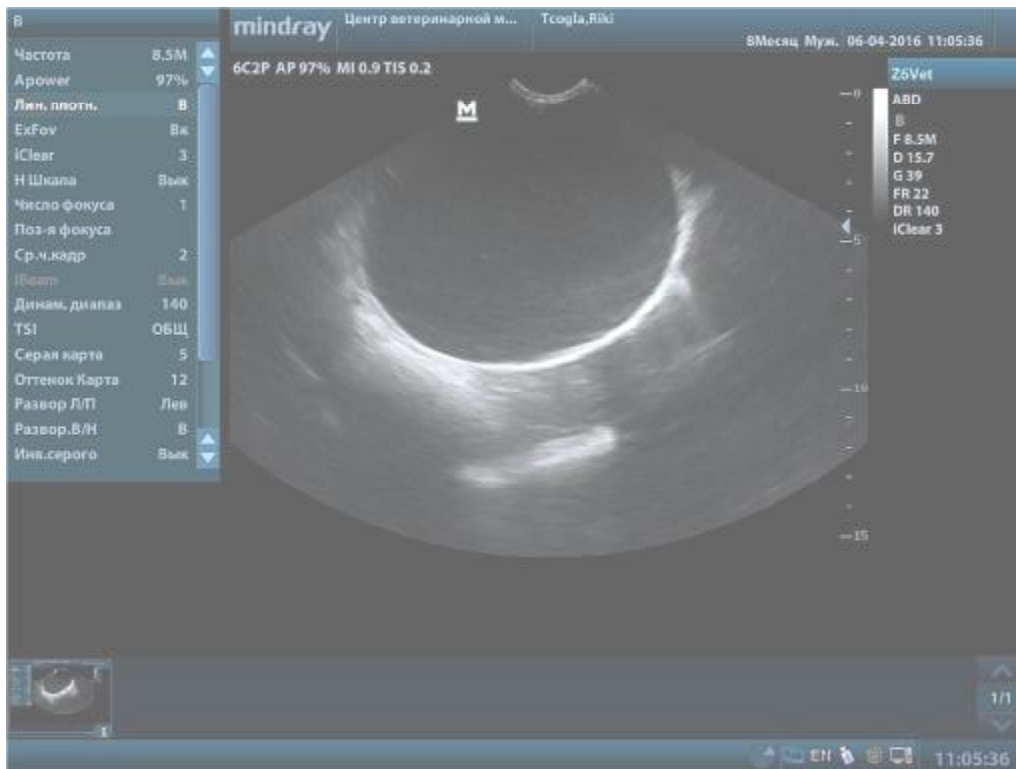 B
mindray
Центр ветеринарной м...
Tcogla,Riki
8Месяц Муж. 06-04-2016 11:05:36
Частота 8.5M
Apower 97%
Лин. плотн. В
ExFov Вк
iClear 3
Н Шкала Вык
Число фокуса 1
Поз-я фокуса
Ср.ч.кадр 2
iBeam Вык
Динам. диапаз 140
TSI ОБЩ
Серая карта 5
Оттенок Карта 12
Развор Л/П Лев
Развор.В/Н В
Инв.серого Вык
6C2P AP 97% MI 0.9 TIS 0.2
M
0
5
10
15
Z6Vet
ABD
B
F 8.5M
D 15.7
G 39
FR 22
DR 140
iClear 3
1/1
EN
11:05:36